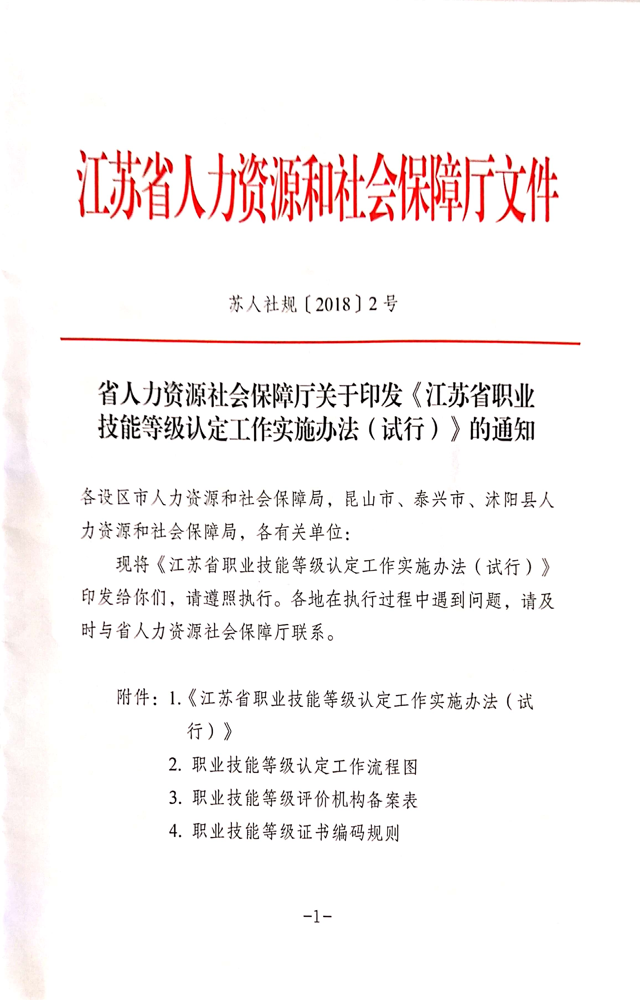 江苏省人力资源和社会保障厅文件
苏人社规〔2018〕2号
省人力资源社会保障厅关于印发《江苏省职业
技能等级认定工作实施办法（试行）》的通知
各设区市人力资源和社会保障局，昆山市、泰兴市、沭阳县人
力资源和社会保障局，各有关单位：
现将《江苏省职业技能等级认定工作实施办法（试行）》
印发给你们，请遵照执行。各地在执行过程中遇到问题，请及
时与省人力资源社会保障厅联系。
附件：1.《江苏省职业技能等级认定工作实施办法（试
行）》
2. 职业技能等级认定工作流程图
3. 职业技能等级评价机构备案表
4. 职业技能等级证书编码规则
-1-